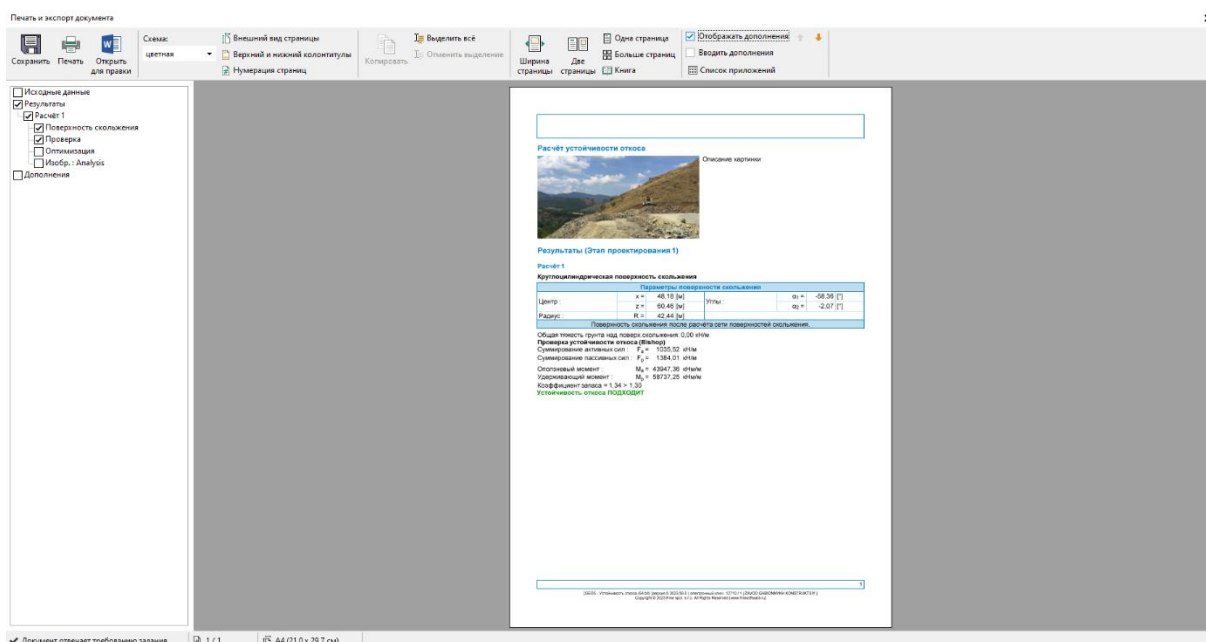 Печать и экспорт документа
Сохранить
Печать
Открыть для правки
Схема:
цветная
Внешний вид страницы
Верхний и нижний колонтитулы
Нумерация страниц
Копировать
Выделить всё
Отменить выделение
Ширина страницы
Две страницы
Одна страница
Больше страниц
Книга
Отображать дополнения
Вводить дополнения
Список приложений
Исходные данные
Результаты
Расчёт 1
Поверхность скольжения
Проверка
Оптимизация
Изобр. : Analysis
Дополнения
Расчёт устойчивости откоса
Описание картинки
Результаты (Этап проектирования 1)
Расчёт 1
Круглоцилиндрическая поверхность скольжения
Параметры поверхности скольжения
Центр : x = 48,18 [м] Углы : α1 = -58,36 [°]
z = 60,46 [м] α2 = -2,07 [°]
Радиус : R = 42,44 [м]
Поверхность скольжения после расчёта сети поверхностей скольжения.
Общая тяжесть грунта над поверх.скольжения: 0,00 кН/м
Проверка устойчивости откоса (Bishop)
Суммирование активных сил : Fa = 1035,52 кН/м
Суммирование пассивных сил : Fp = 1384,01 кН/м
Оползневый момент : Ma = 43947,36 кНм/м
Удерживающий момент : Mp = 58737,25 кНм/м
Коэффициент запаса = 1,34 > 1,30
Устойчивость откоса ПОДХОДИТ
1
Документ отвечает требованию задания
1 / 1
A4 (21,0 x 29,7 см)